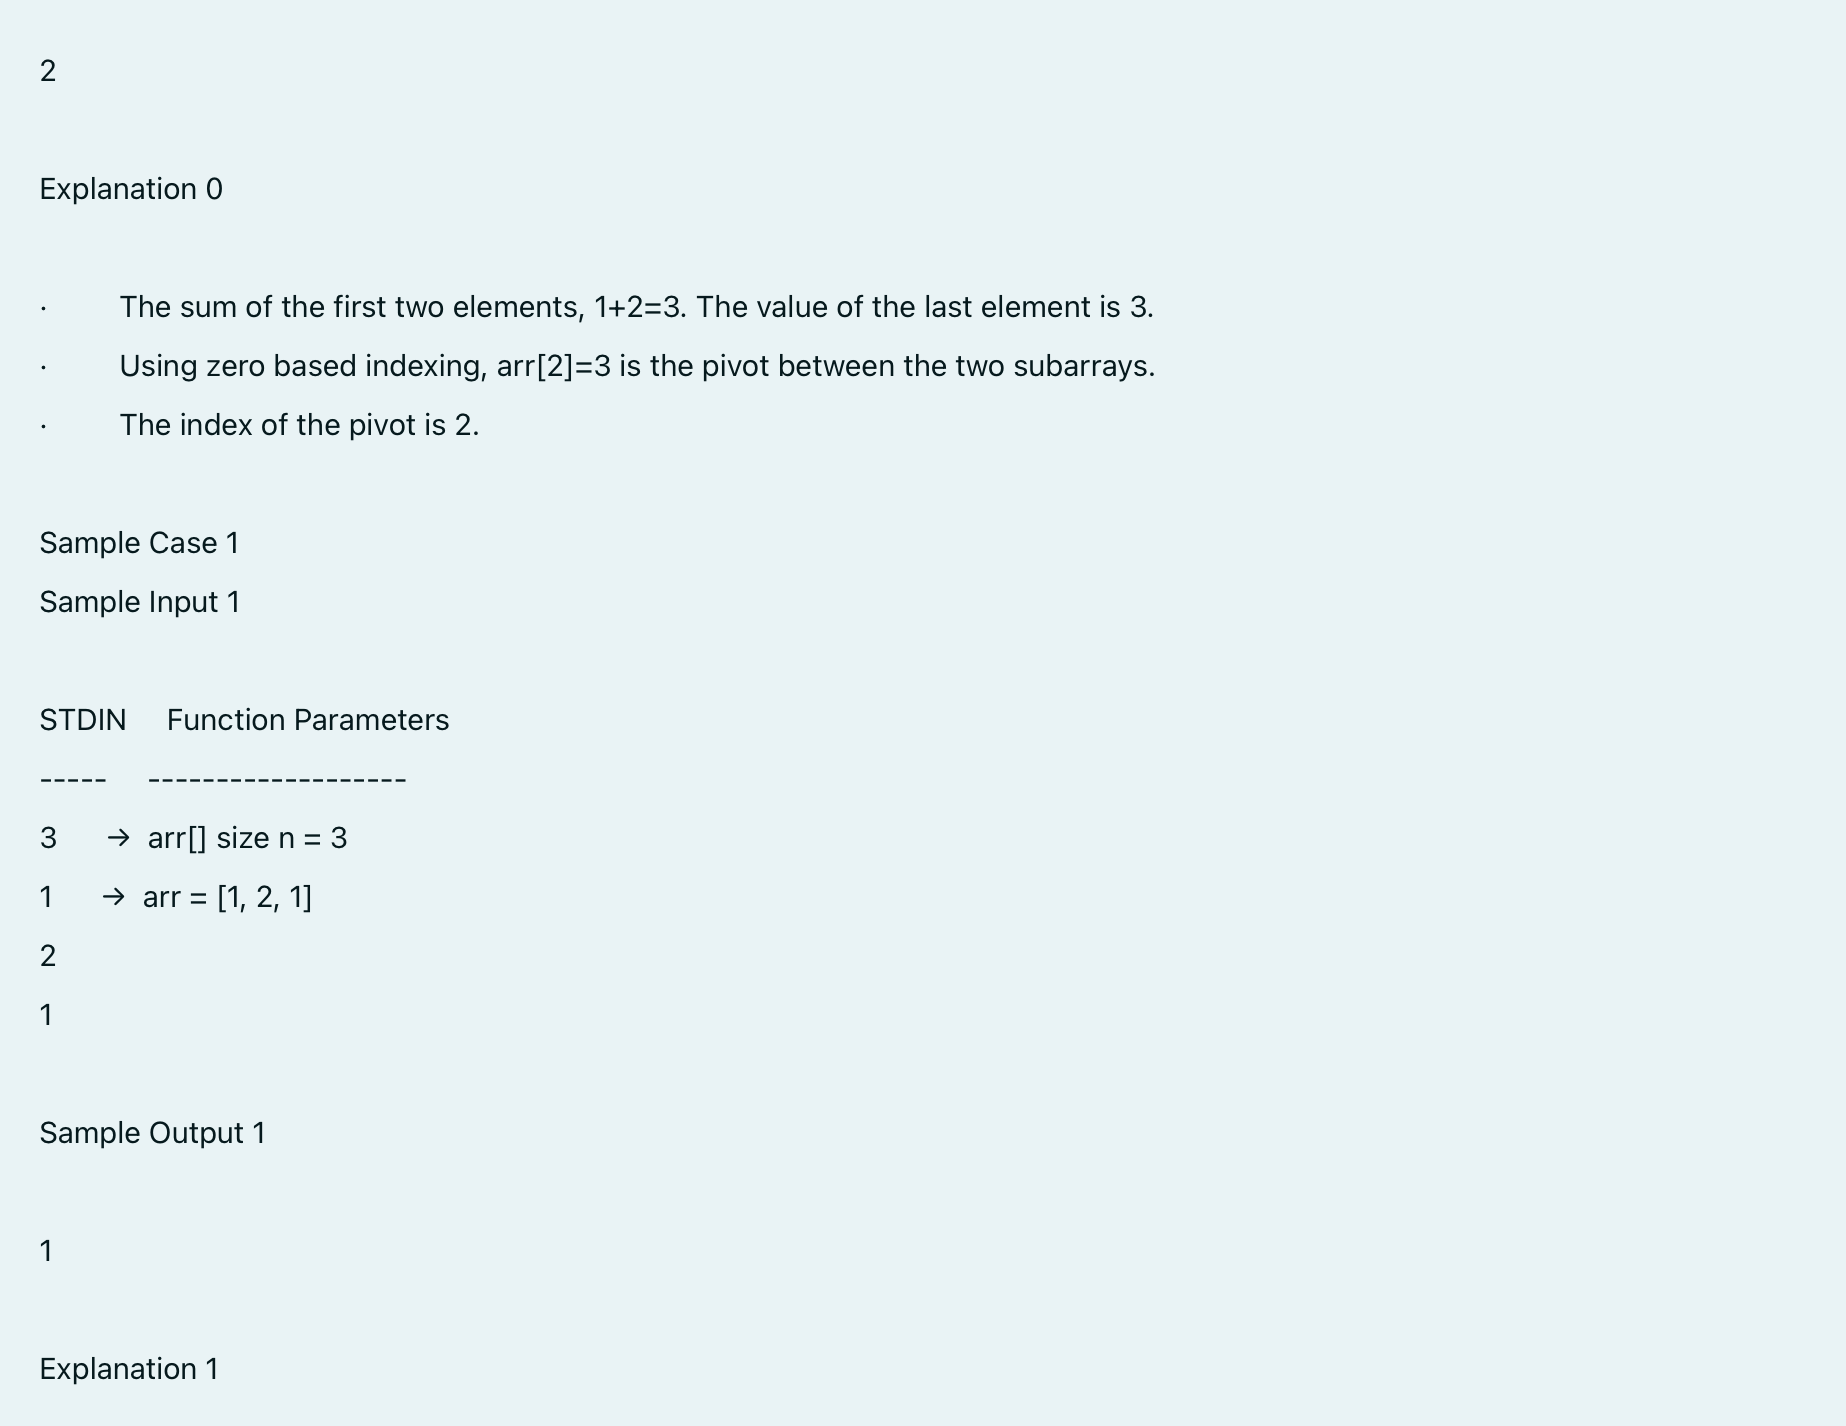 2
Explanation 0
·        The sum of the first two elements, 1+2=3. The value of the last element is 3.
·        Using zero based indexing, arr[2]=3 is the pivot between the two subarrays.
·        The index of the pivot is 2.
Sample Case 1
Sample Input 1
STDIN    Function Parameters
-----    -------------------
3     →  arr[] size n = 3
1     →  arr = [1, 2, 1]
2
1
Sample Output 1
1
Explanation 1